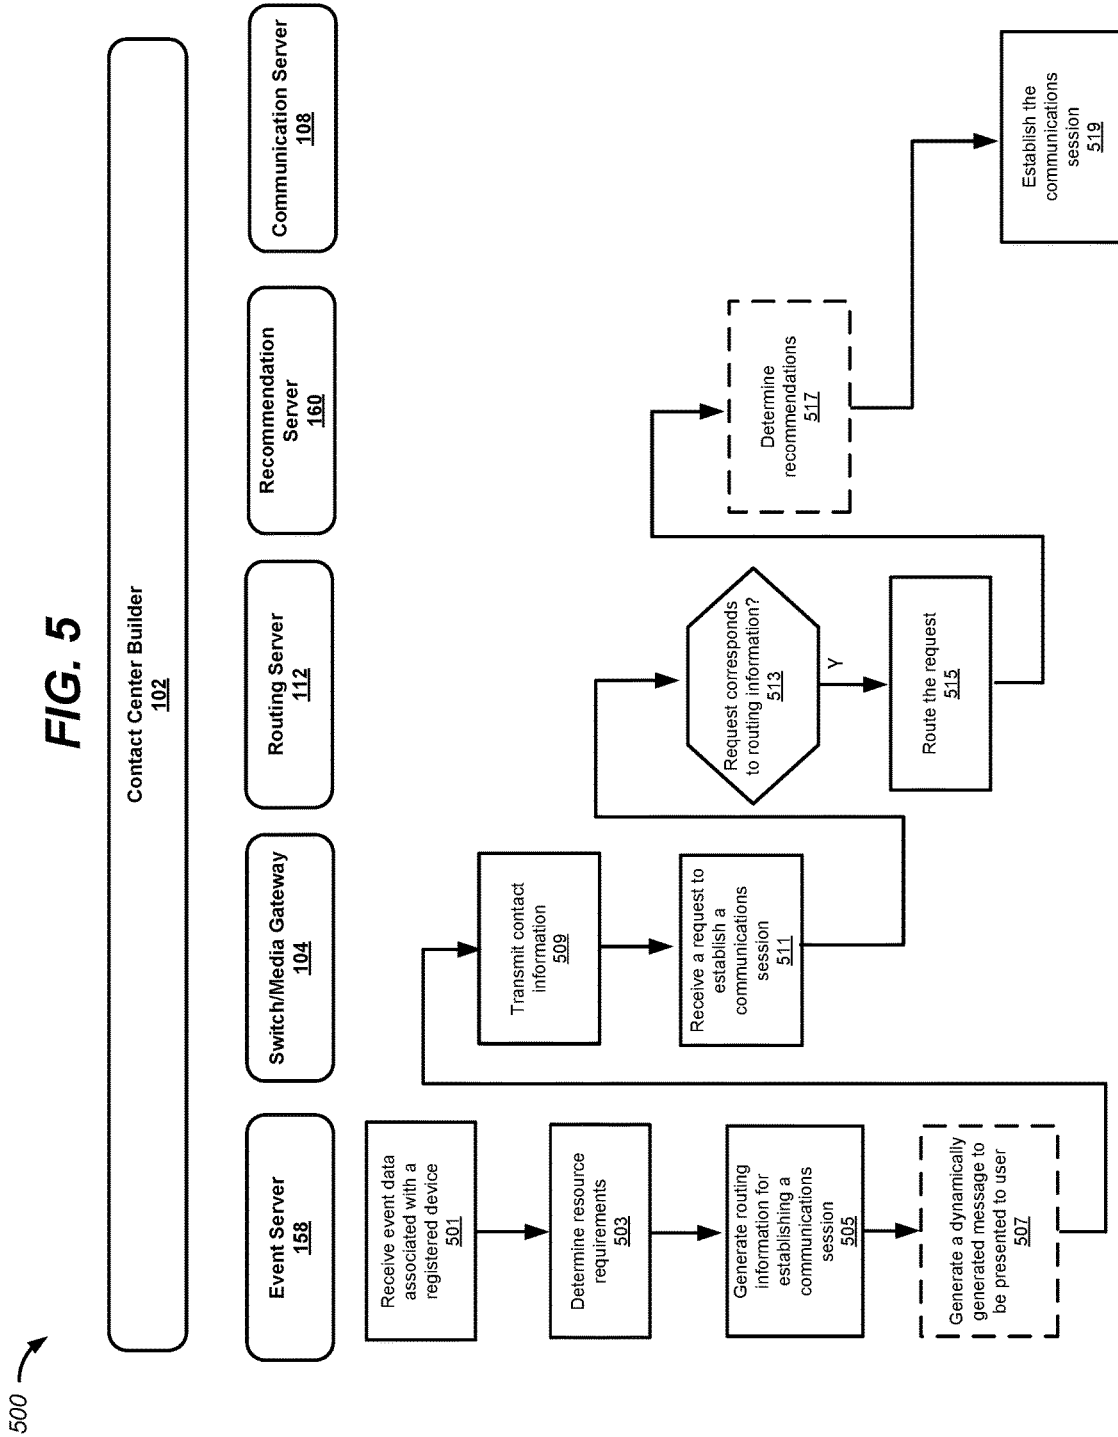 500
FIG. 5
Contact Center Builder
102
Event Server
158
Switch/Media Gateway
104
Routing Server
112
Recommendation
Server
160
Communication Server
108
Receive event data
associated with a
registered device
501
Determine resource
requirements
503
Generate routing
information for
establishing a
communications
session
505
Generate a dynamically
generated message to
be presented to user
507
Transmit contact
information
509
Receive a request to
establish a
communications
session
511
Request corresponds
to routing information?
513
Y
Route the request
515
Determine
recommendations
517
Establish the
communications
session
519